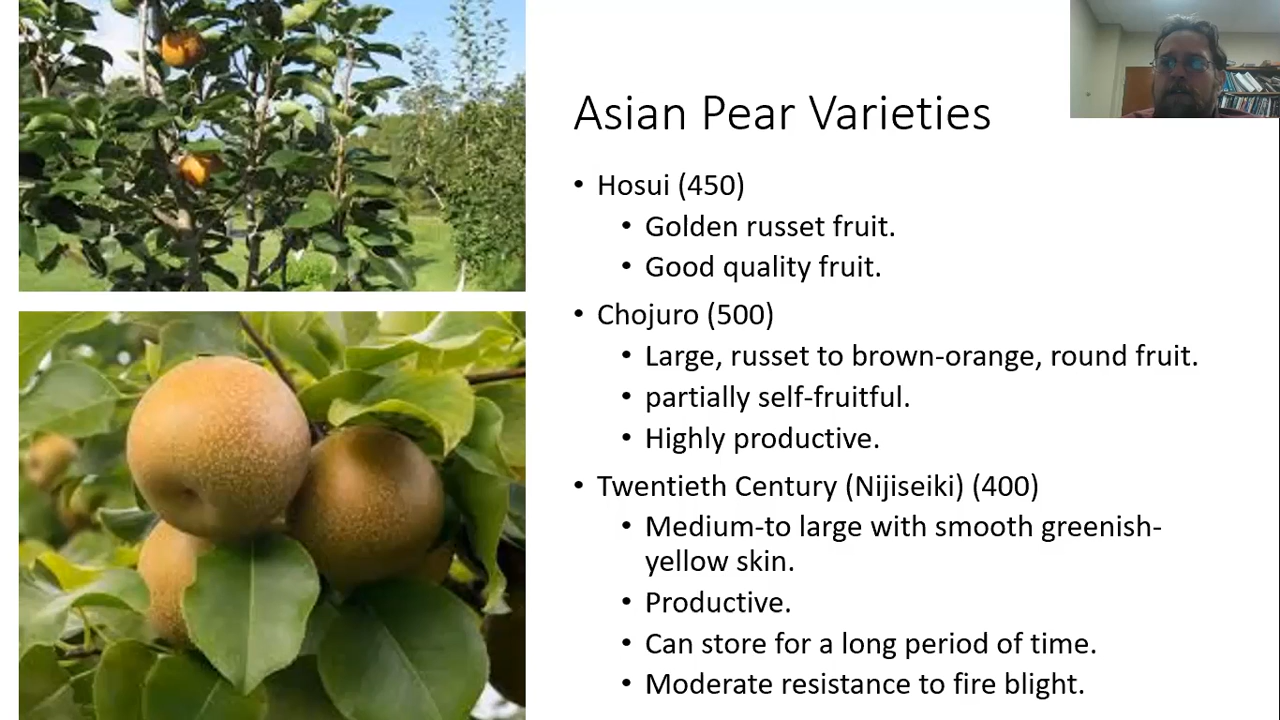 Asian Pear Varieties
• Hosui (450)
• Golden russet fruit.
• Good quality fruit.
• Chojuro (500)
• Large, russet to brown-orange, round fruit.
• partially self-fruitful.
• Highly productive.
• Twentieth Century (Nijiseiki) (400)
• Medium-to large with smooth greenish-
yellow skin.
• Productive.
• Can store for a long period of time.
• Moderate resistance to fire blight.